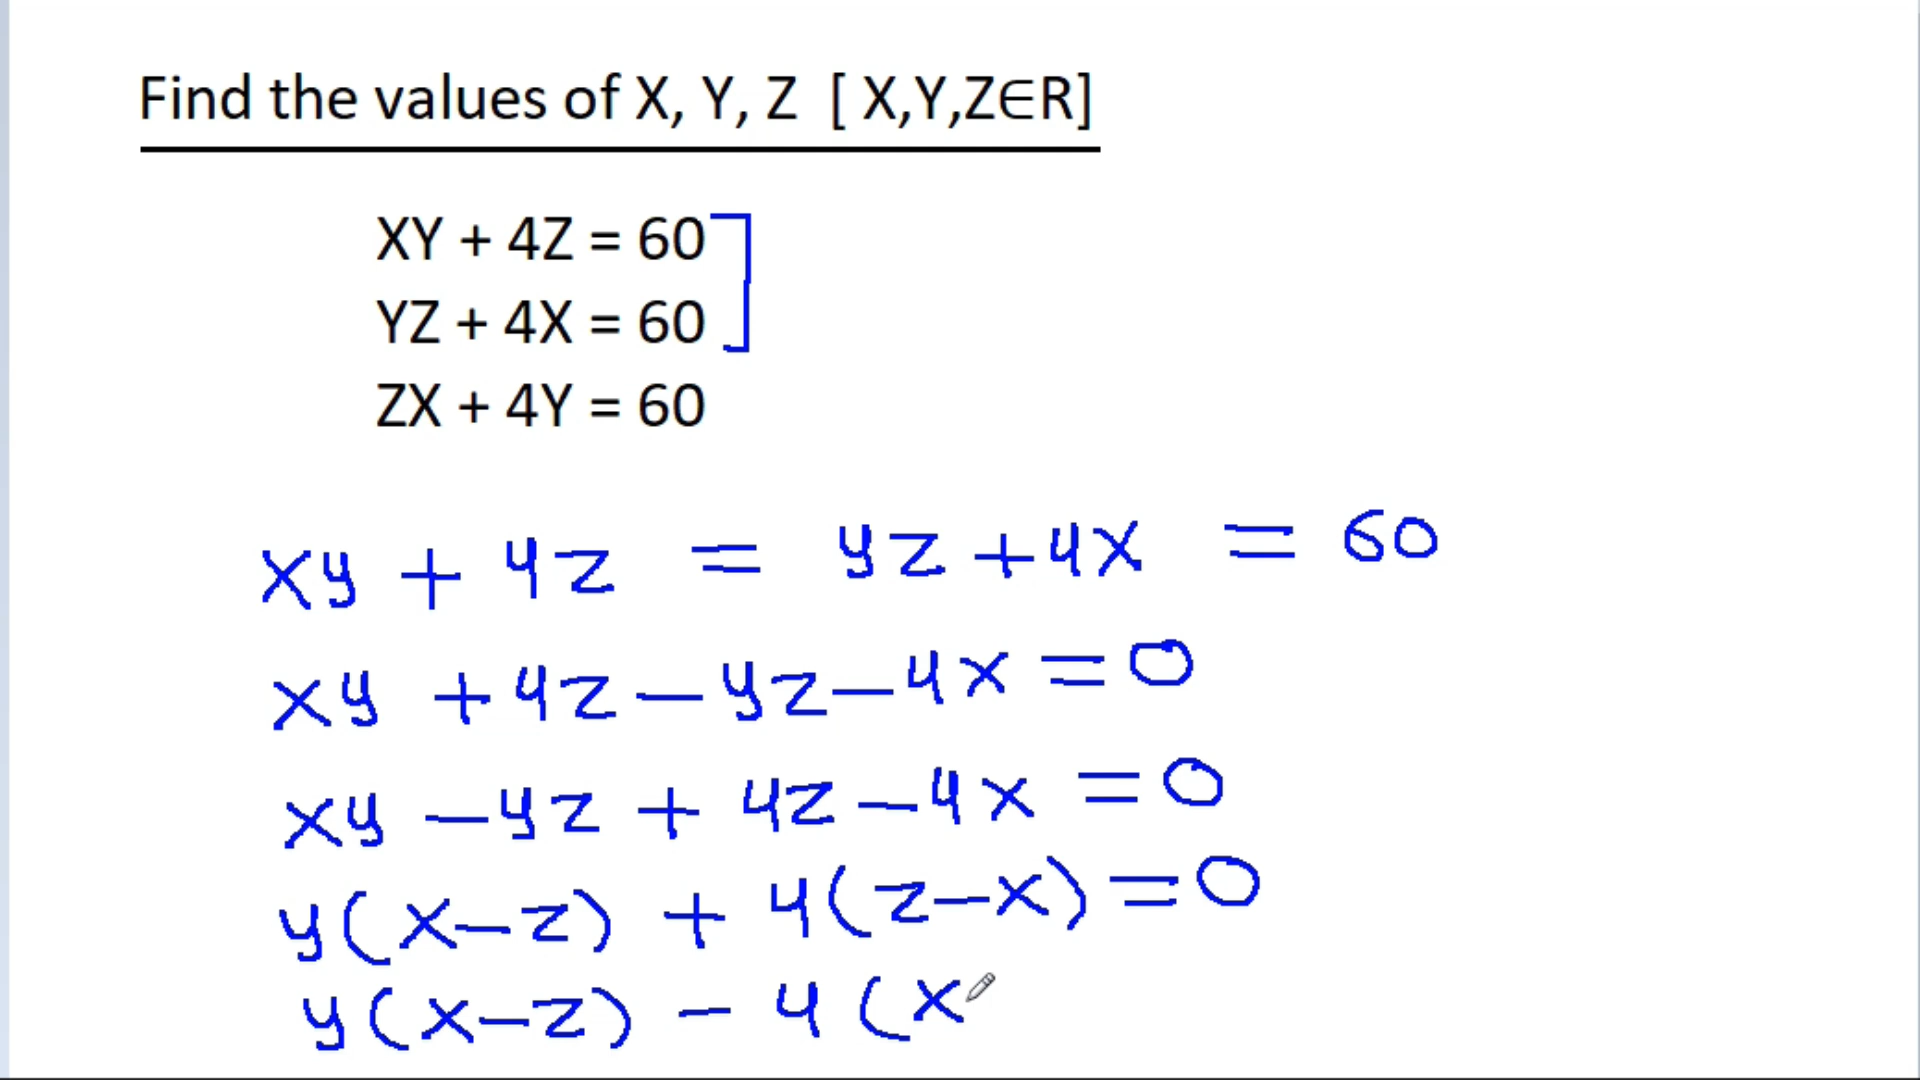 Find the values of X, Y, Z [ X,Y,Z∈R]
XY + 4Z = 60
YZ + 4X = 60
ZX + 4Y = 60
xy + 4z = yz + 4x = 60
xy + 4z - yz - 4x = 0
xy - yz + 4z - 4x = 0
y(x-z) + 4(z-x) = 0
y(x-z) - 4(x